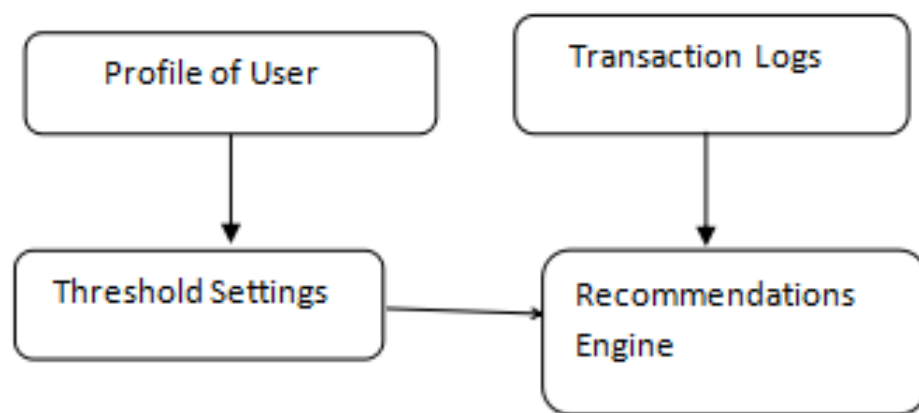 Profile of User
Transaction Logs
Threshold Settings
Recommendations
Engine